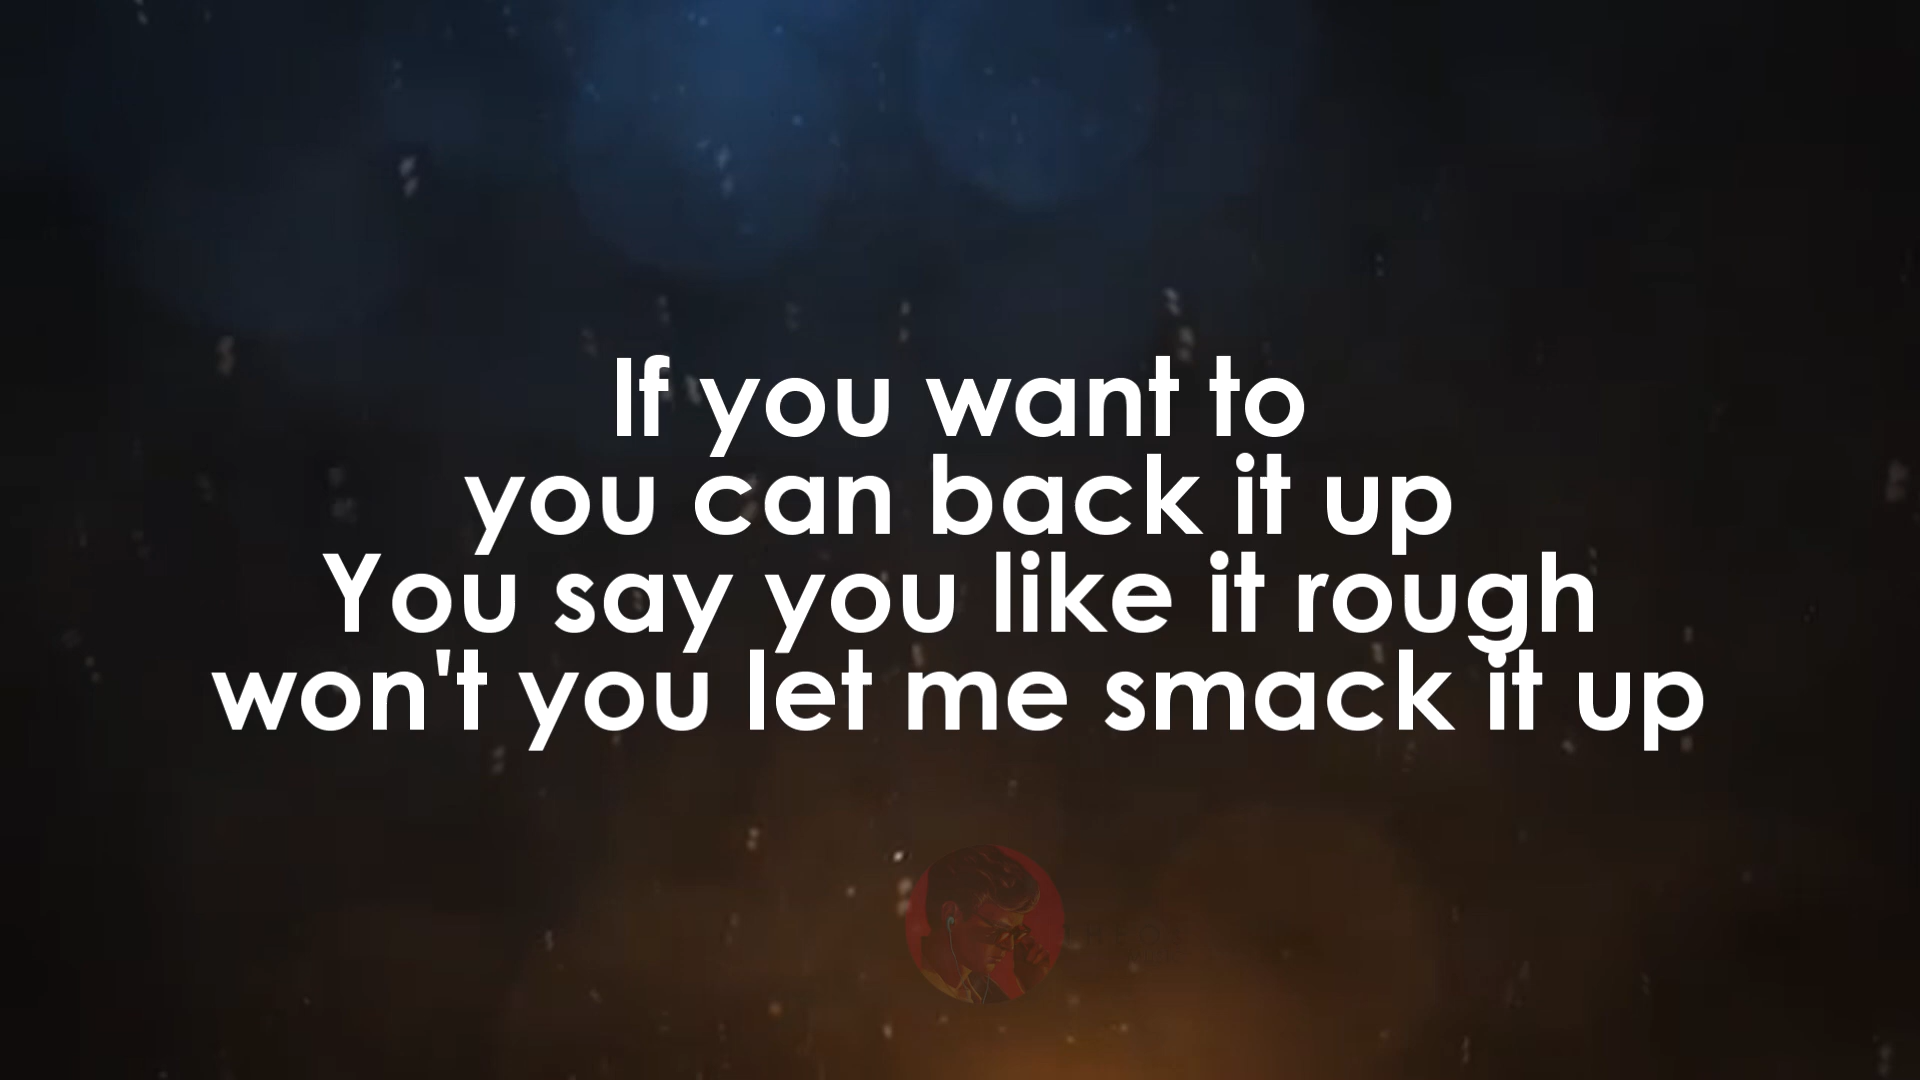 If you want to
you can back it up
You say you like it rough
won't you let me smack it up